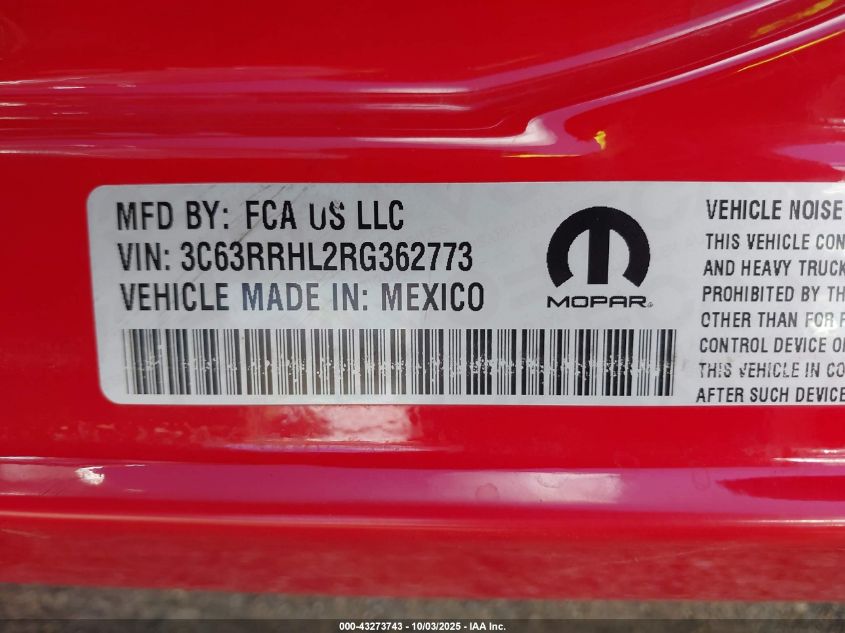 MFD BY: FCA US LLC
VIN: 3C63RRHL2RG362773
VEHICLE MADE IN: MEXICO
MOPAR
VEHICLE NOISE
THIS VEHICLE CON
AND HEAVY TRUCK
PROHIBITED BY TH
OTHER THAN FOR
CONTROL DEVICE O
THIS VEHICLE IN CO
AFTER SUCH DEVICE
000-43273743 - 10/03/2025 - IAA Inc.